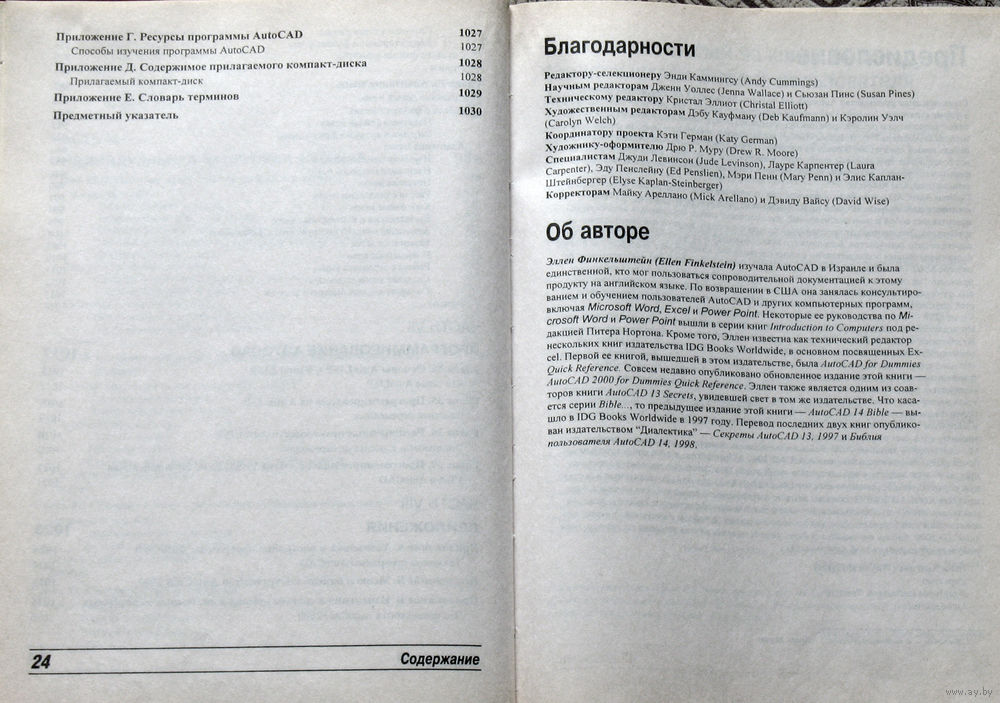 Приложение Г. Ресурсы программы AutoCAD 1027
Способы изучения программы AutoCAD 1027
Приложение Д. Содержимое прилагаемого компакт-диска 1028
Прилагаемый компакт-диск 1028
Приложение Е. Словарь терминов 1029
Предметный указатель 1030
24 Содержание
Благодарности
Редактору-селекционеру Энди Каммингсу (Andy Cummings)
Научным редакторам Дженн Уоллес (Jenna Wallace) и Сьюзан Пинс (Susan Pines)
Техническому редактору Кристал Эллиот (Christal Elliott)
Художественным редакторам Дэбу Кауфману (Deb Kaufmann) и Кэролин Уэлч
(Carolyn Welch)
Координатору проекта Кэти Герман (Katy German)
Художнику-оформителю Дрю Р. Муру (Drew R. Moore)
Специалистам Джуди Левинсон (Jude Levinson), Лауре Карпентер (Laura
Carpenter), Эду Пенслейну (Ed Penslien), Мэри Пенн (Mary Penn) и Элис Каплан-
Штейнбергер (Elyse Kaplan-Steinberger)
Корректорам Майку Ареллано (Mick Arellano) и Дэвиду Вайсу (David Wise)
Об авторе
Эллен Финкельштейн (Ellen Finkelstein) изучала AutoCAD в Израиле и была
единственной, кто мог пользоваться сопроводительной документацией к этому
продукту на английском языке. По возвращении в США она занялась консультиро-
ванием и обучением пользователей AutoCAD и других компьютерных программ,
включая Microsoft Word, Excel и Power Point. Некоторые ее руководства по Mi-
crosoft Word и Power Point вышли в серии книг Introduction to Computers под ре-
дакцией Питера Нортона. Кроме того, Эллен известна как технический редактор
нескольких книг издательства IDG Books Worldwide, в основном посвященных Ex-
cel. Первой ее книгой, вышедшей в этом издательстве, была AutoCAD for Dummies
Quick Reference. Совсем недавно опубликовано обновленное издание этой книги —
AutoCAD 2000 for Dummies Quick Reference. Эллен также является одним из соав-
торов книги AutoCAD 13 Secrets, увидевшей свет в том же издательстве. Что каса-
ется серии Bible..., то предыдущее издание этой книги — AutoCAD 14 Bible — вы-
шло в IDG Books Worldwide в 1997 году. Перевод последних двух книг опублико-
ван издательством "Диалектика" — Секреты AutoCAD 13, 1997 и Библия
пользователя AutoCAD 14, 1998.
www.ay.by